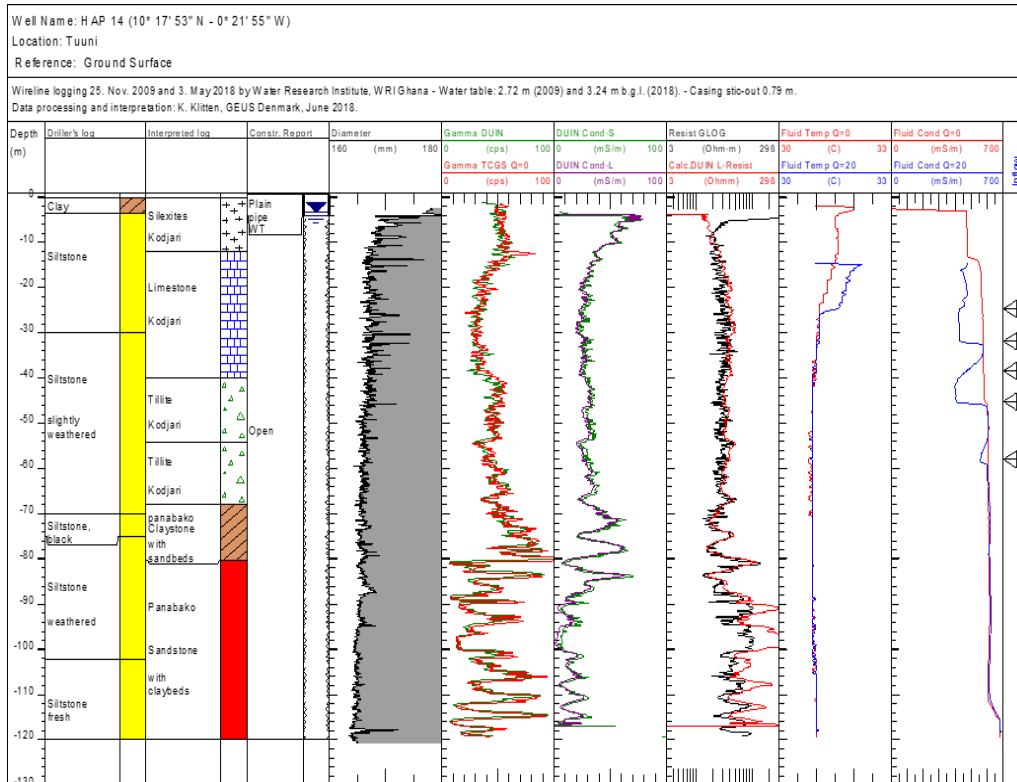 Well Name: HAP 14 (10* 17' 53" N - 0* 21' 55" W)
Location: Tuuni
Reference: Ground Surface
Wireline logging 25. Nov. 2009 and 3. May 2018 by Water Research Institute, WRI Ghana - Water table: 2.72 m (2009) and 3.24 m b.g.l. (2018). - Casing stic-out 0.79 m.
Data processing and interpretation: K. Klitten, GEUS Denmark, June 2018.
Depth Driller's log Interpreted log Constr. Report Diameter Gamma DUIN DUIN Cond-S Resist GLOG Fluid Temp Q=0 Fluid Cond Q=0
(m) 160 (mm) 180 0 (cps) 100 0 (mS/m) 100 3 (Ohm-m) 298 30 (C) 33 0 (mS/m) 700
Gamma TCGS Q=0 DUIN Cond-L Calc.DUIN L-Resist Fluid Temp Q=20 Fluid Cond Q=20
0 (cps) 100 0 (mS/m) 100 3 (Ohmm) 298 30 (C) 33 0 (mS/m) 700
Inflow
0
Clay Plain
Silexites pipe
WT
-10 Kodjari
Siltstone
-20 Limestone
Kodjari
-30
-40 Siltstone
Tillite
-50 slightly Kodjari
weathered Open
-60 Tillite
Kodjari
-70 panabako
Siltstone, Claystone
black with
-80 sandbeds
Siltstone
-90 weathered Panabako
-100 Sandstone
with
-110 claybeds
Siltstone
fresh
-120
-130